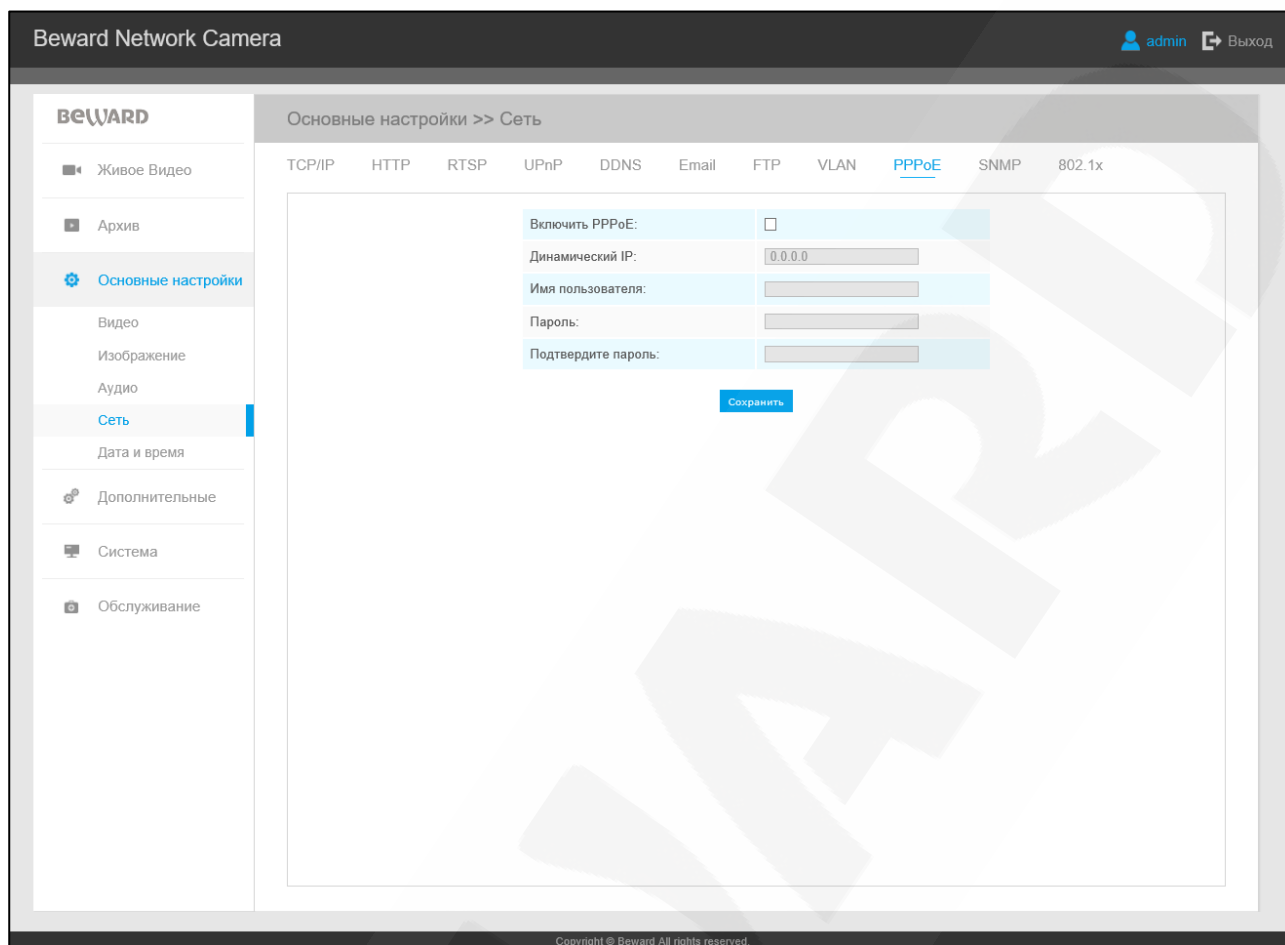 Beward Network Camera
admin Выход
BEWARD
Основные настройки >> Сеть
Живое Видео
Архив
Основные настройки
Видео
Изображение
Аудио
Сеть
Дата и время
Дополнительные
Система
Обслуживание
TCP/IP HTTP RTSP UPnP DDNS Email FTP VLAN PPPoE SNMP 802.1x
Включить PPPoE:
Динамический IP: 0.0.0.0
Имя пользователя:
Пароль:
Подтвердите пароль:
Сохранить
Copyright © Beward All rights reserved.